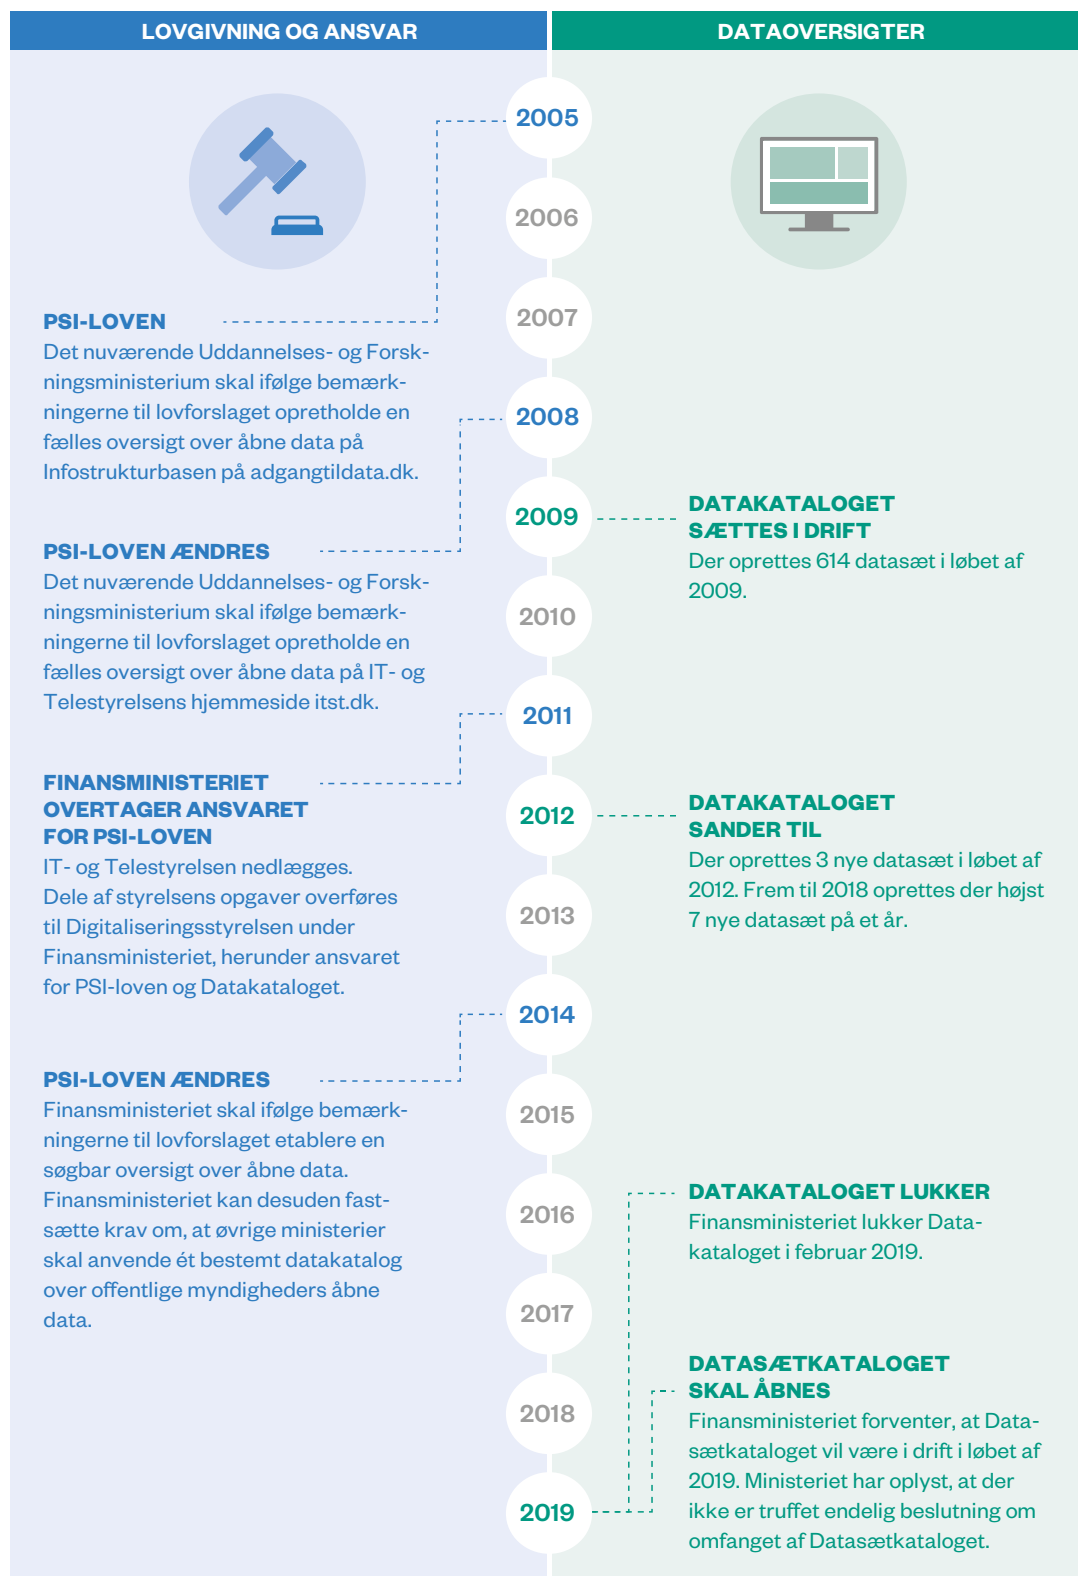 LOVGIVNING OG ANSVAR
DATAOVERSIGTER
2005
2006
2007
PSI-LOVEN
Det nuværende Uddannelses- og Forsk-
ningsministerium skal ifølge bemærk-
ningerne til lovforslaget opretholde en
fælles oversigt over åbne data på
Infostrukturbasen på adgangtildata.dk.
2008
2009
DATAKATALOGET
SÆTTES I DRIFT
Der oprettes 614 datasæt i løbet af
2009.
PSI-LOVEN ÆNDRES
Det nuværende Uddannelses- og Forsk-
ningsministerium skal ifølge bemærk-
ningerne til lovforslaget opretholde en
fælles oversigt over åbne data på IT- og
Telestyrelsens hjemmeside itst.dk.
2010
2011
FINANSMINISTERIET
OVERTAGER ANSVARET
FOR PSI-LOVEN
IT- og Telestyrelsen nedlægges.
Dele af styrelsens opgaver overføres
til Digitaliseringsstyrelsen under
Finansministeriet, herunder ansvaret
for PSI-loven og Datakataloget.
2012
DATAKATALOGET
SANDER TIL
Der oprettes 3 nye datasæt i løbet af
2012. Frem til 2018 oprettes der højst
7 nye datasæt på et år.
2013
2014
PSI-LOVEN ÆNDRES
Finansministeriet skal ifølge bemærk-
ningerne til lovforslaget etablere en
søgbar oversigt over åbne data.
Finansministeriet kan desuden fast-
sætte krav om, at øvrige ministerier
skal anvende ét bestemt datakatalog
over offentlige myndigheders åbne
data.
2015
2016
DATAKATALOGET LUKKER
Finansministeriet lukker Data-
kataloget i februar 2019.
2017
2018
2019
DATASÆTKATALOGET
SKAL ÅBNES
Finansministeriet forventer, at Data-
sætkataloget vil være i drift i løbet af
2019. Ministeriet har oplyst, at der
ikke er truffet endelig beslutning om
omfanget af Datasætkataloget.